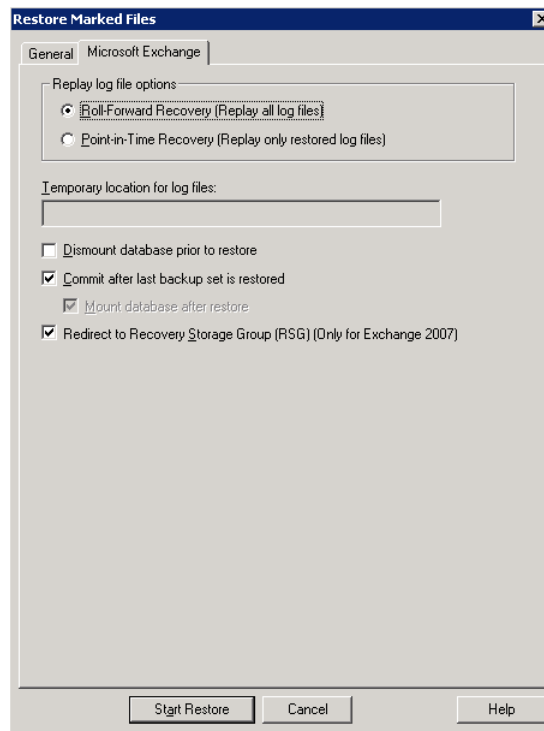 Restore Marked Files
General Microsoft Exchange
Replay log file options
Roll-Forward Recovery (Replay all log files)
Point-in-Time Recovery (Replay only restored log files)
Temporary location for log files:
Dismount database prior to restore
Commit after last backup set is restored
Mount database after restore
Redirect to Recovery Storage Group (RSG) (Only for Exchange 2007)
Start Restore Cancel Help